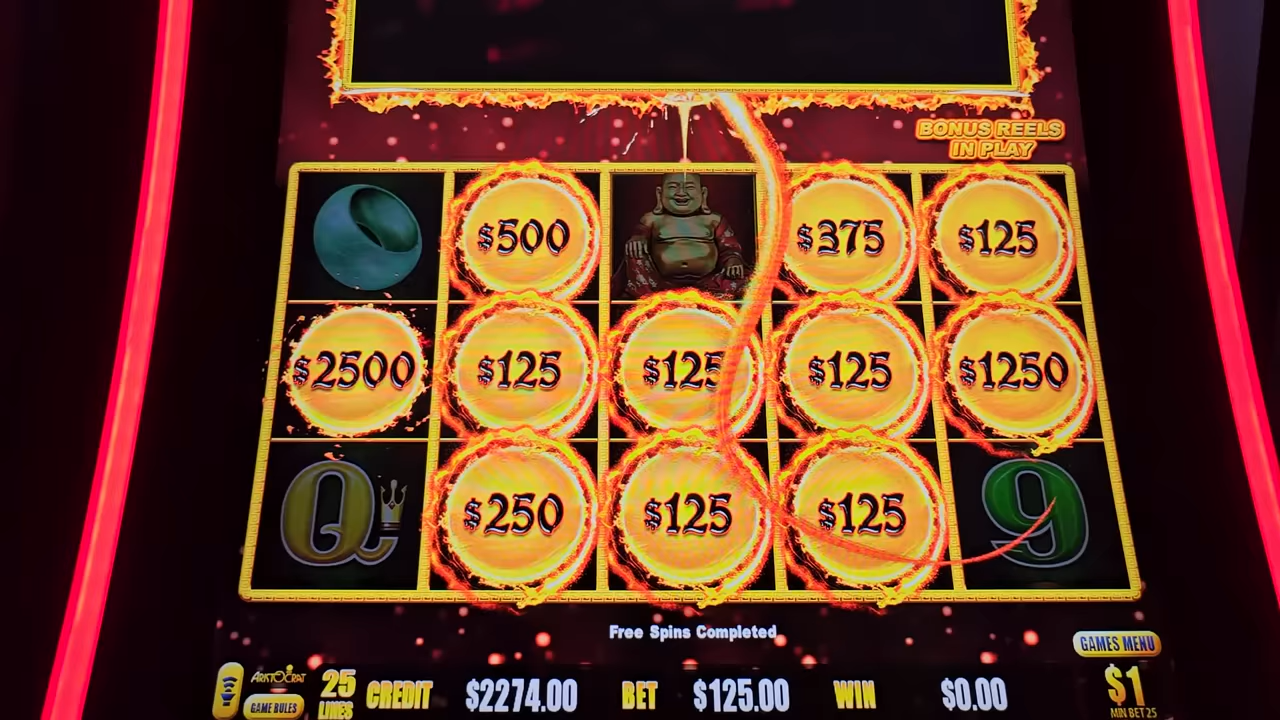 BONUS REELS
IN PLAY
$500 $375 $125
$2500 $125 $125 $125 $1250
Q $250 $125 $125 9
Free Spins Completed
GAMES MENU
ARISTOCRAT
GAME RULES
25
LINES
CREDIT $2274.00 BET $125.00 WIN $0.00
$1
MIN BET 25